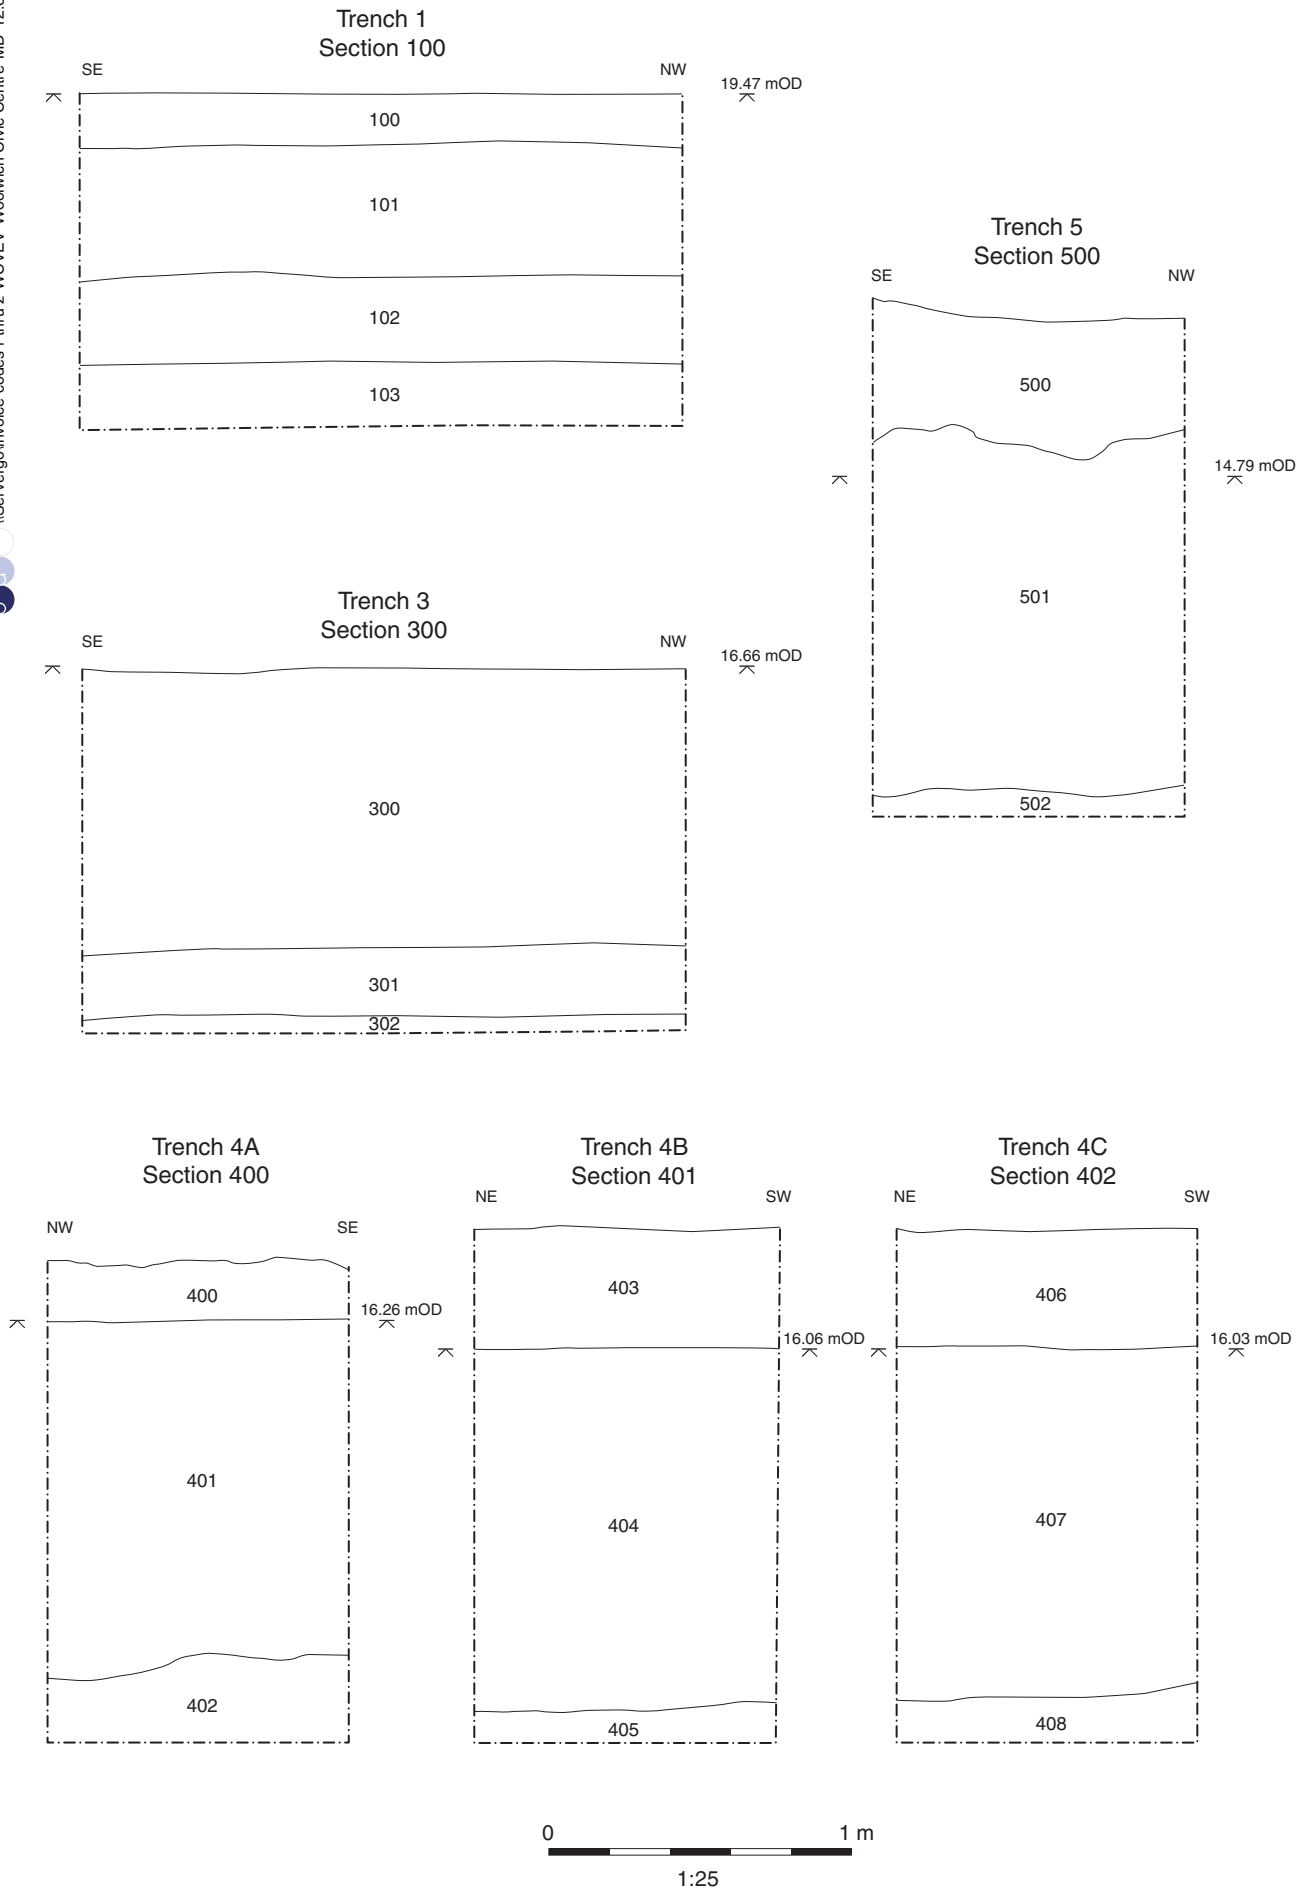 Trench 1
Section 100
SE
NW
19.47 mOD
100
101
102
103
Trench 5
Section 500
SE
NW
500
14.79 mOD
501
502
Trench 3
Section 300
SE
NW
16.66 mOD
300
301
302
Trench 4A
Section 400
NW
SE
400
16.26 mOD
401
402
Trench 4B
Section 401
NE
SW
403
16.06 mOD
404
405
Trench 4C
Section 402
NE
SW
406
16.03 mOD
407
408
0
1 m
1:25